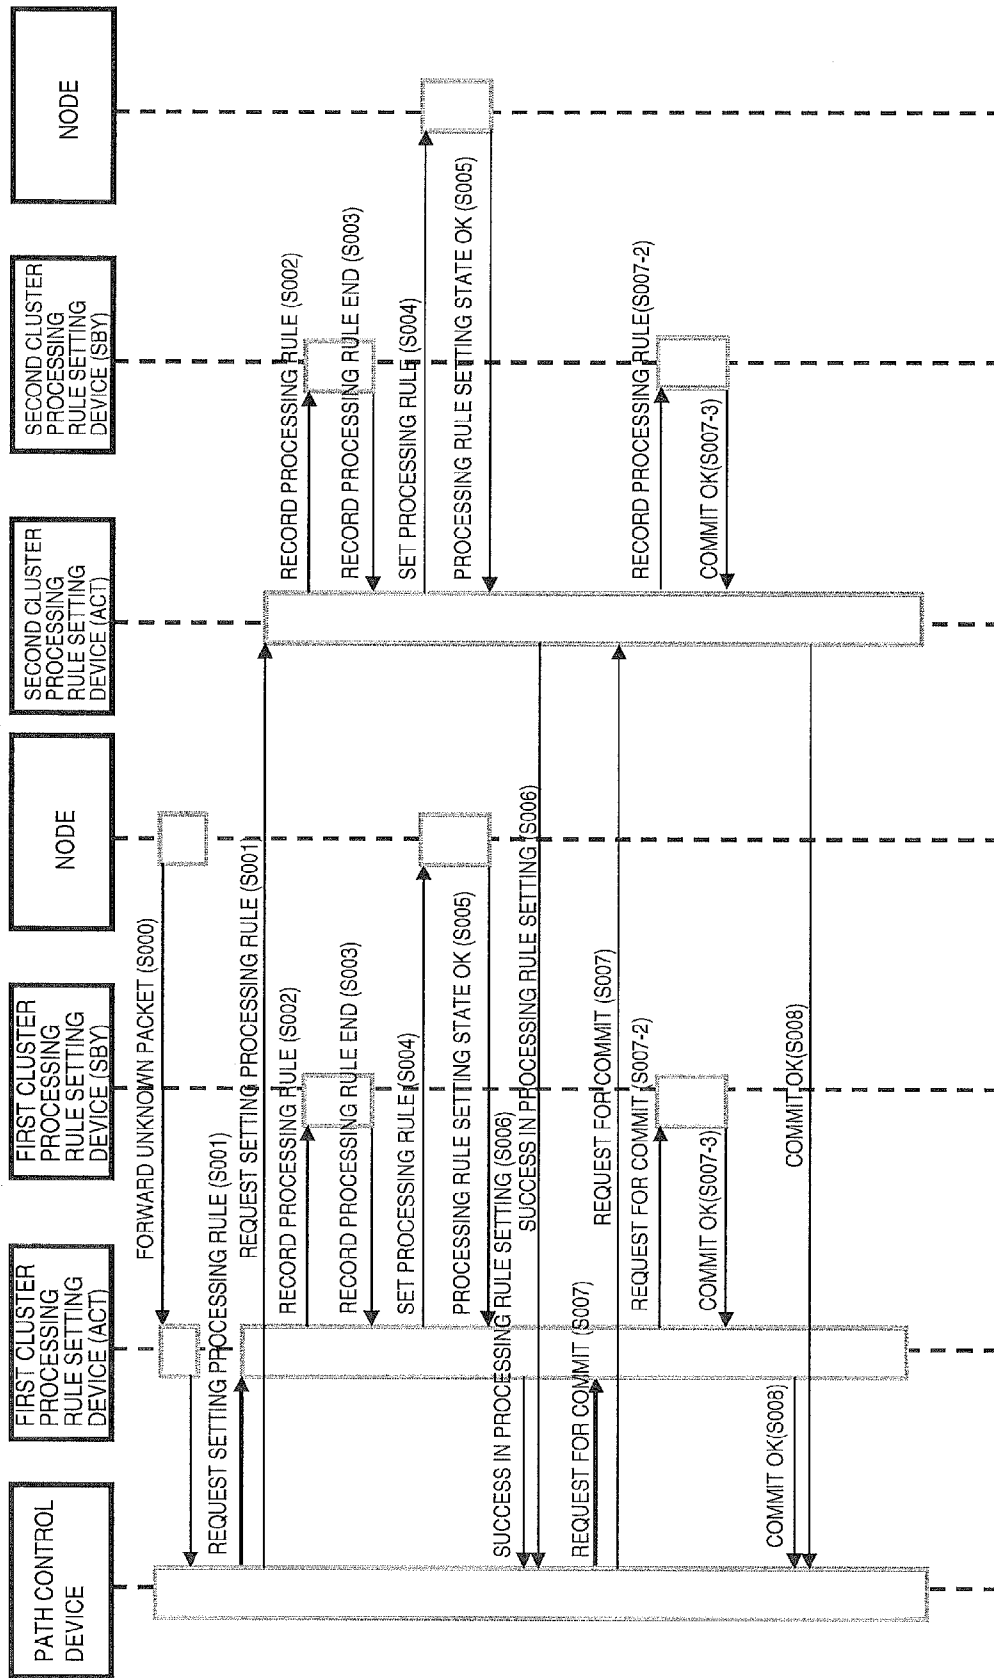 PATH CONTROL
DEVICE
FIRST CLUSTER
PROCESSING
RULE SETTING
DEVICE (ACT)
FIRST CLUSTER
PROCESSING
RULE SETTING
DEVICE (SBY)
NODE
SECOND CLUSTER
PROCESSING
RULE SETTING
DEVICE (ACT)
SECOND CLUSTER
PROCESSING
RULE SETTING
DEVICE (SBY)
NODE
FORWARD UNKNOWN PACKET (S000)
REQUEST SETTING PROCESSING RULE (S001)
REQUEST SETTING PROCESSING RULE (S001)
RECORD PROCESSING RULE (S002)
RECORD PROCESSING RULE (S002)
RECORD PROCESSING RULE END (S003)
RECORD PROCESSING RULE END (S003)
SET PROCESSING RULE (S004)
SET PROCESSING RULE (S004)
PROCESSING RULE SETTING STATE OK (S005)
PROCESSING RULE SETTING STATE OK (S005)
SUCCESS IN PROCESSING RULE SETTING (S006)
SUCCESS IN PROCESSING RULE SETTING (S006)
REQUEST FOR COMMIT (S007)
REQUEST FOR COMMIT (S007)
REQUEST FOR COMMIT (S007-2)
RECORD PROCESSING RULE(S007-2)
COMMIT OK(S007-3)
COMMIT OK(S007-3)
COMMIT OK(S008)
COMMIT OK(S008)